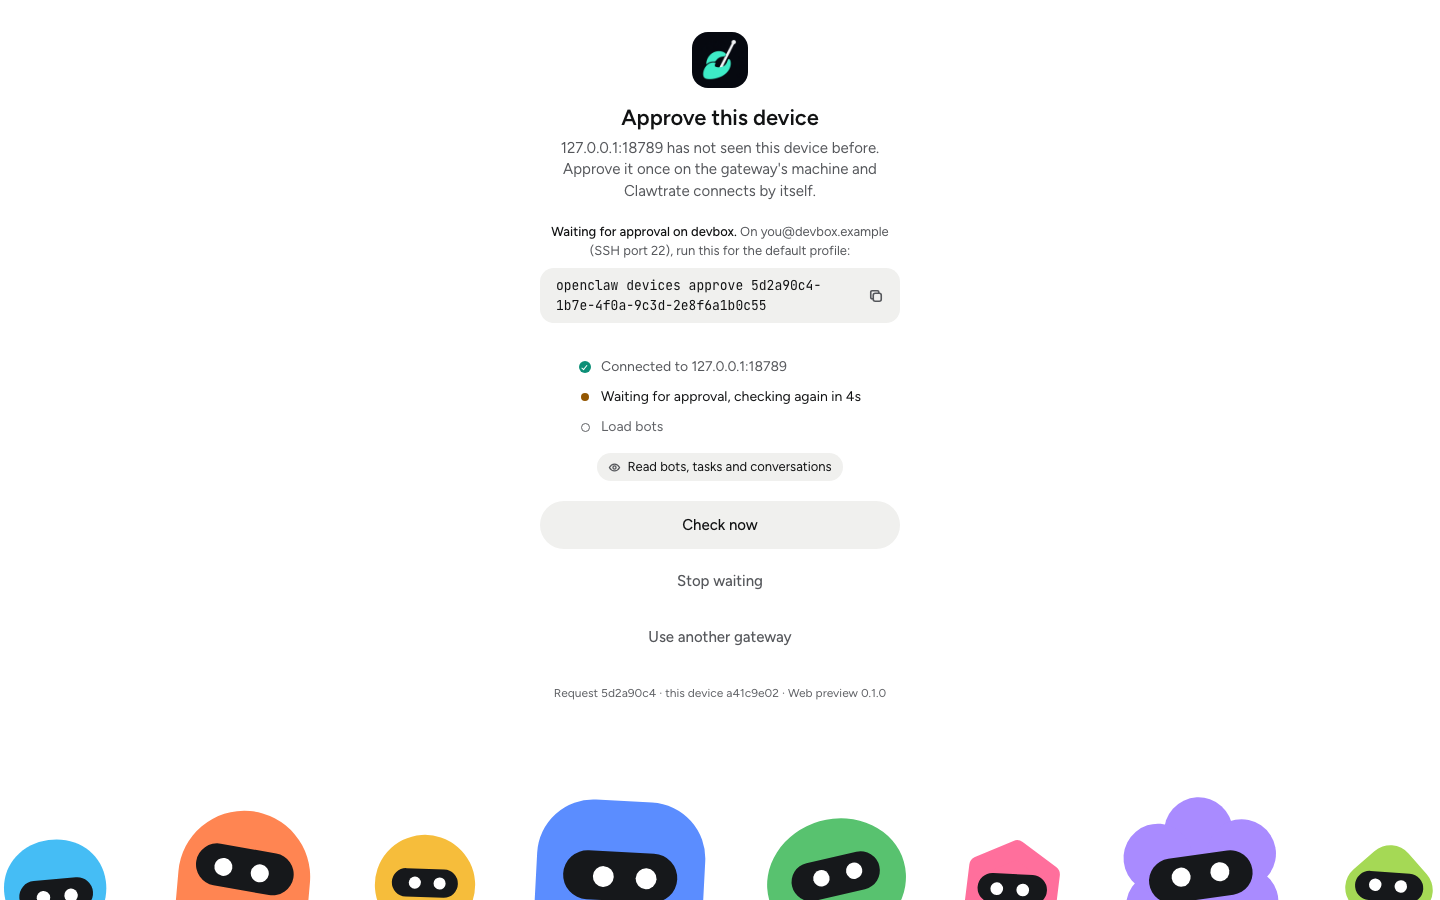 Approve this device
127.0.0.1:18789 has not seen this device before.
Approve it once on the gateway's machine and
Clawtrate connects by itself.
Waiting for approval on devbox. On you@devbox.example
(SSH port 22), run this for the default profile:
openclaw devices approve 5d2a90c4-
1b7e-4f0a-9c3d-2e8f6a1b0c55
Connected to 127.0.0.1:18789
Waiting for approval, checking again in 4s
Load bots
Read bots, tasks and conversations
Check now
Stop waiting
Use another gateway
Request 5d2a90c4 · this device a41c9e02 · Web preview 0.1.0